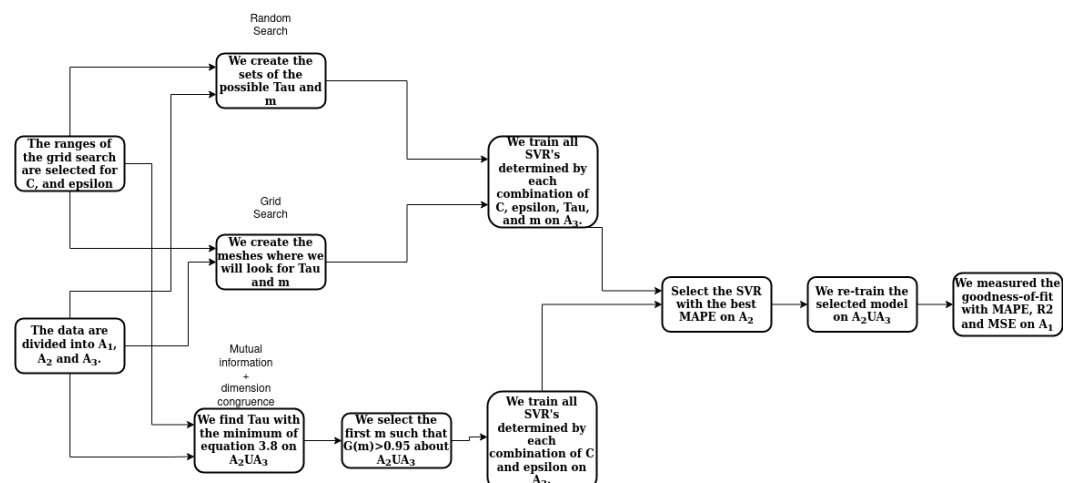 Random
Search
We create the
sets of the
possible Tau and
m
The ranges of
the grid search
are selected for
C, and epsilon
Grid
Search
We create the
meshes where we
will look for Tau
and m
The data are
divided into A₁,
A₂ and A₃.
Mutual
information
+
dimension
congruence
We find Tau with
the minimum of
equation 3.8 on
A₂UA₃
We select the
first m such that
G(m)>0.95 about
A₂UA₃
We train all
SVR's
determined by
each
combination of
C, epsilon, Tau,
and m on A₃.
We train all
SVR's
determined by
each
combination of C
and epsilon on
Select the SVR
with the best
MAPE on A₂
We re-train the
selected model
on A₂UA₃
We measured the
goodness-of-fit
with MAPE, R2
and MSE on A₁